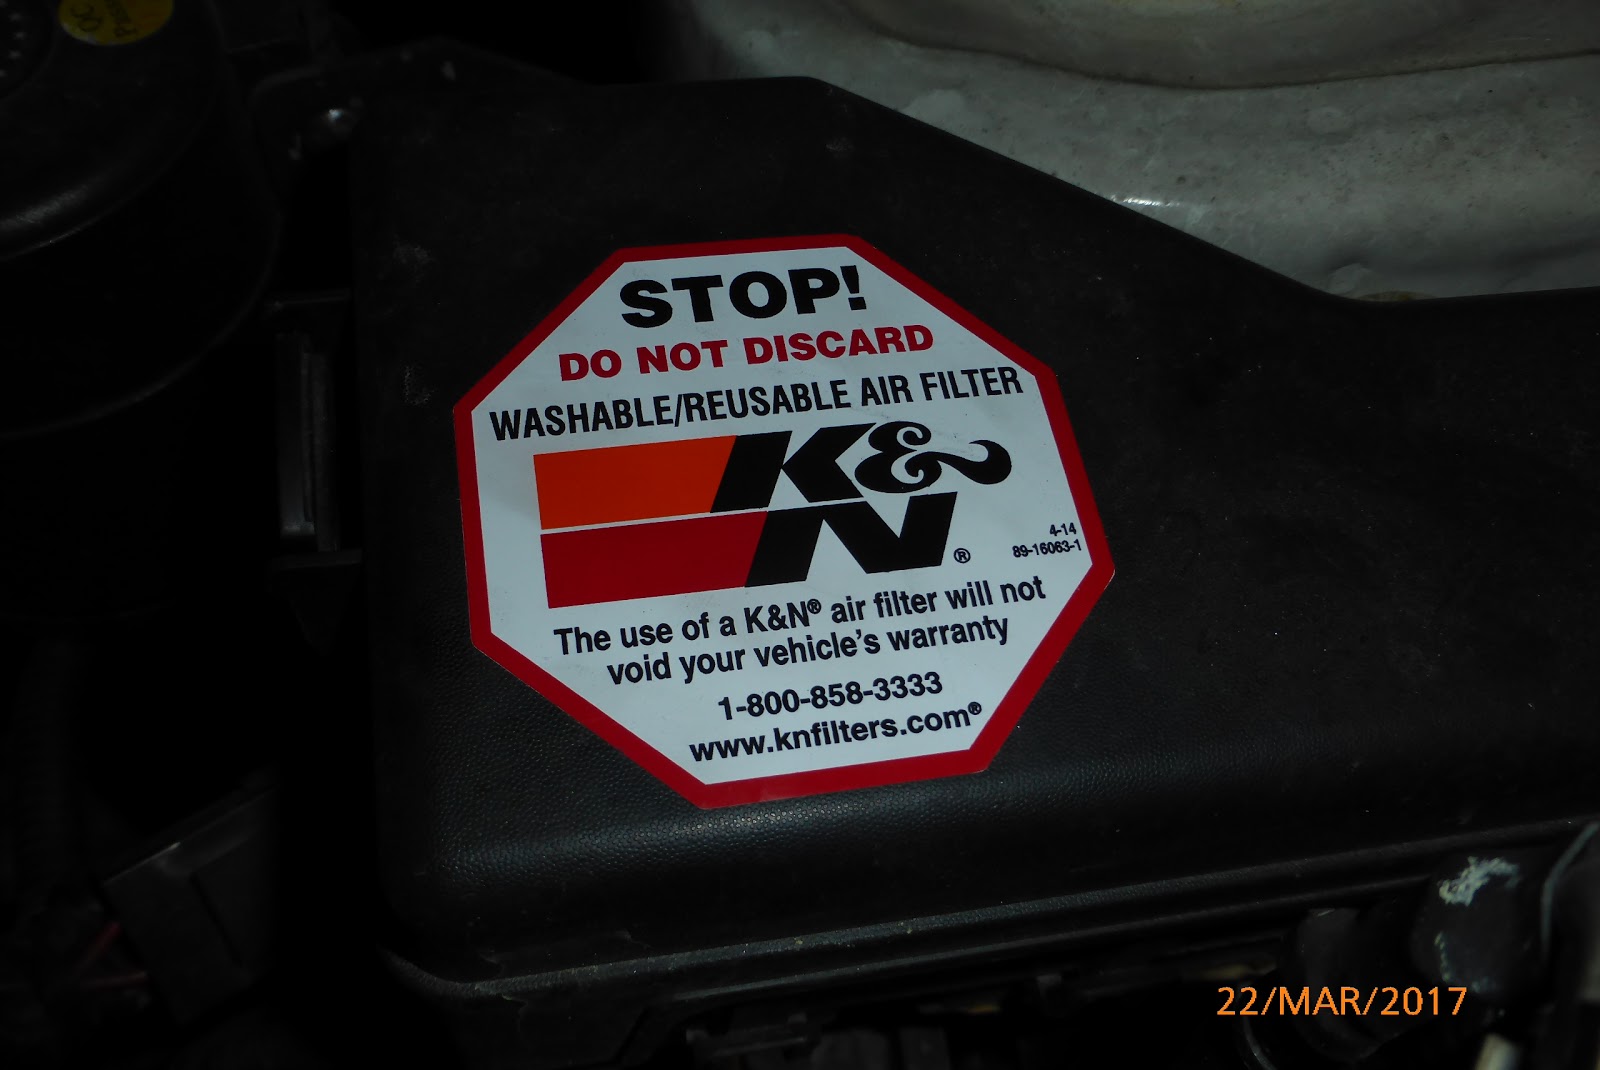 STOP!
DO NOT DISCARD
WASHABLE/REUSABLE AIR FILTER
K&
N®
4-14
89-16063-1
The use of a K&N® air filter will not
void your vehicle's warranty
1-800-858-3333
www.knfilters.com®
22/MAR/2017